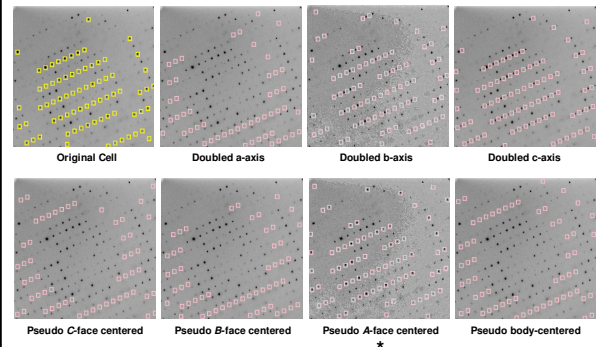 Original Cell
Doubled a-axis
Doubled b-axis
Doubled c-axis
Pseudo C-face centered
Pseudo B-face centered
Pseudo A-face centered
Pseudo body-centered
*